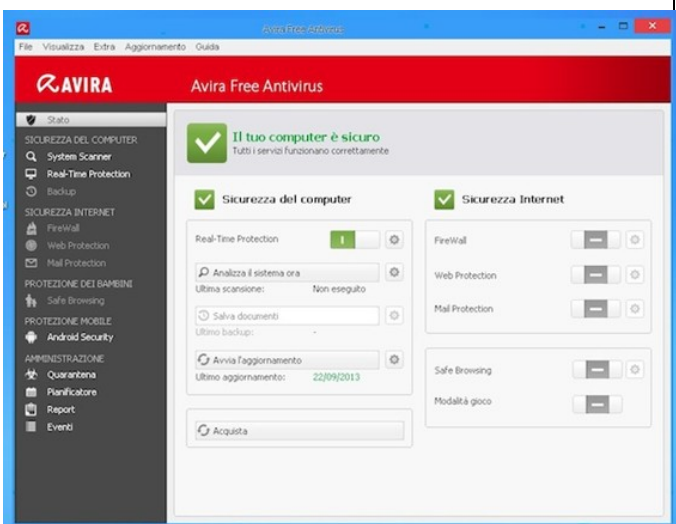 Avira Free Antivirus
File Visualizza Extra Aggiornamento Guida
AVIRA
Avira Free Antivirus
Stato
SICUREZZA DEL COMPUTER
System Scanner
Real-Time Protection
Backup
SICUREZZA INTERNET
FireWall
Web Protection
Mail Protection
PROTEZIONE DEI BAMBINI
Safe Browsing
PROTEZIONE MOBILE
Android Security
AMMINISTRAZIONE
Quarantena
Pianificatore
Report
Eventi
Il tuo computer è sicuro
Tutti i servizi funzionano correttamente
Sicurezza del computer
Real-Time Protection
Analizza il sistema ora
Ultima scansione: Non eseguito
Salva documenti
Ultimo backup: -
Avvia l'aggiornamento
Ultimo aggiornamento: 22/09/2013
Acquista
Sicurezza Internet
FireWall
Web Protection
Mail Protection
Safe Browsing
Modalità gioco